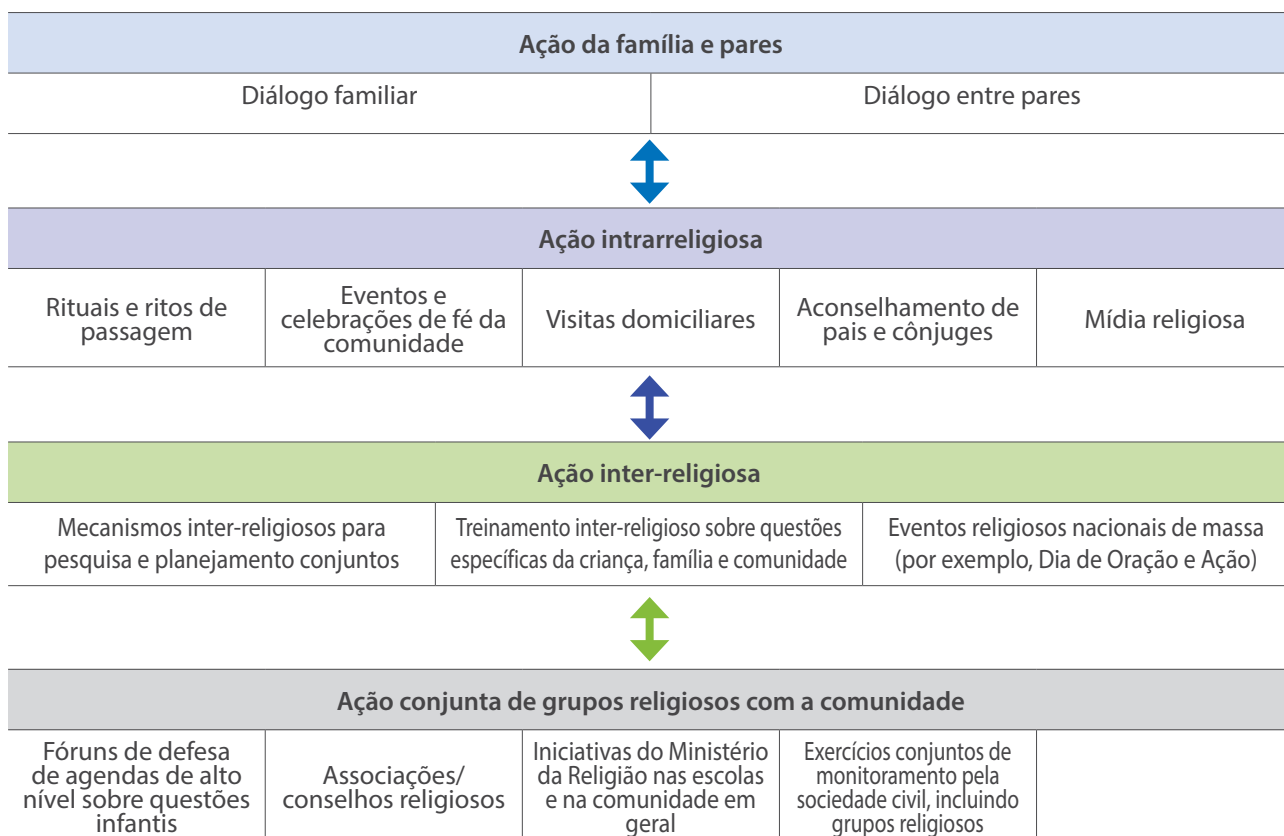 Ação da família e pares
Diálogo familiar
Diálogo entre pares
Ação intrarreligiosa
Rituais e ritos de
passagem
Eventos e
celebrações de fé da
comunidade
Visitas domiciliares
Aconselhamento de
pais e cônjuges
Mídia religiosa
Ação inter-religiosa
Mecanismos inter-religiosos para
pesquisa e planejamento conjuntos
Treinamento inter-religioso sobre questões
específicas da criança, família e comunidade
Eventos religiosos nacionais de massa
(por exemplo, Dia de Oração e Ação)
Ação conjunta de grupos religiosos com a comunidade
Fóruns de defesa
de agendas de alto
nível sobre questões
infantis
Associações/
conselhos religiosos
Iniciativas do Ministério
da Religião nas escolas
e na comunidade em
geral
Exercícios conjuntos de
monitoramento pela
sociedade civil, incluindo
grupos religiosos